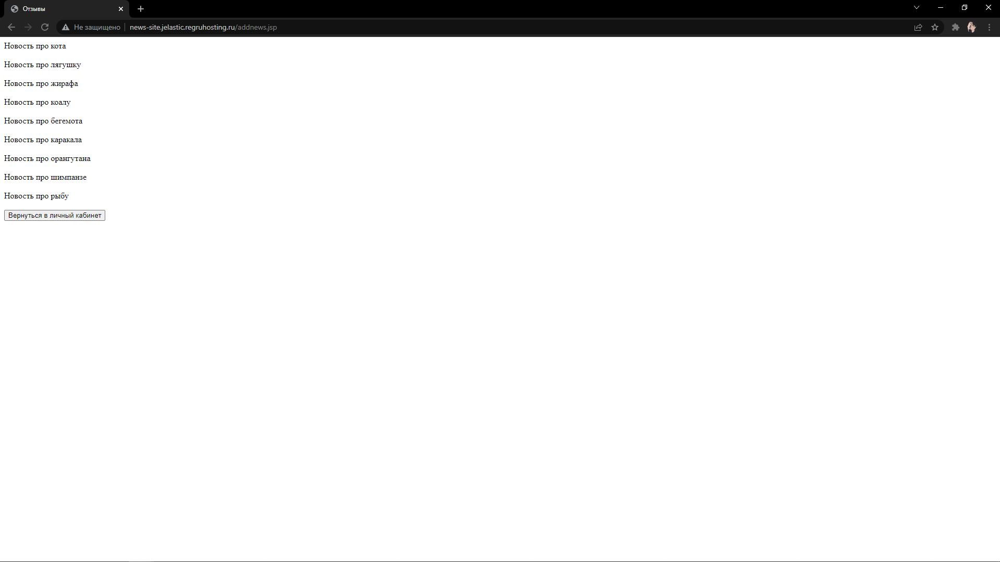 Отзывы
Не защищено news-site.jelastic.regruhosting.ru/addnews.jsp
Новость про кота
Новость про лягушку
Новость про жирафа
Новость про коалу
Новость про бегемота
Новость про каракала
Новость про орангутана
Новость про шимпанзе
Новость про рыбу
Вернуться в личный кабинет